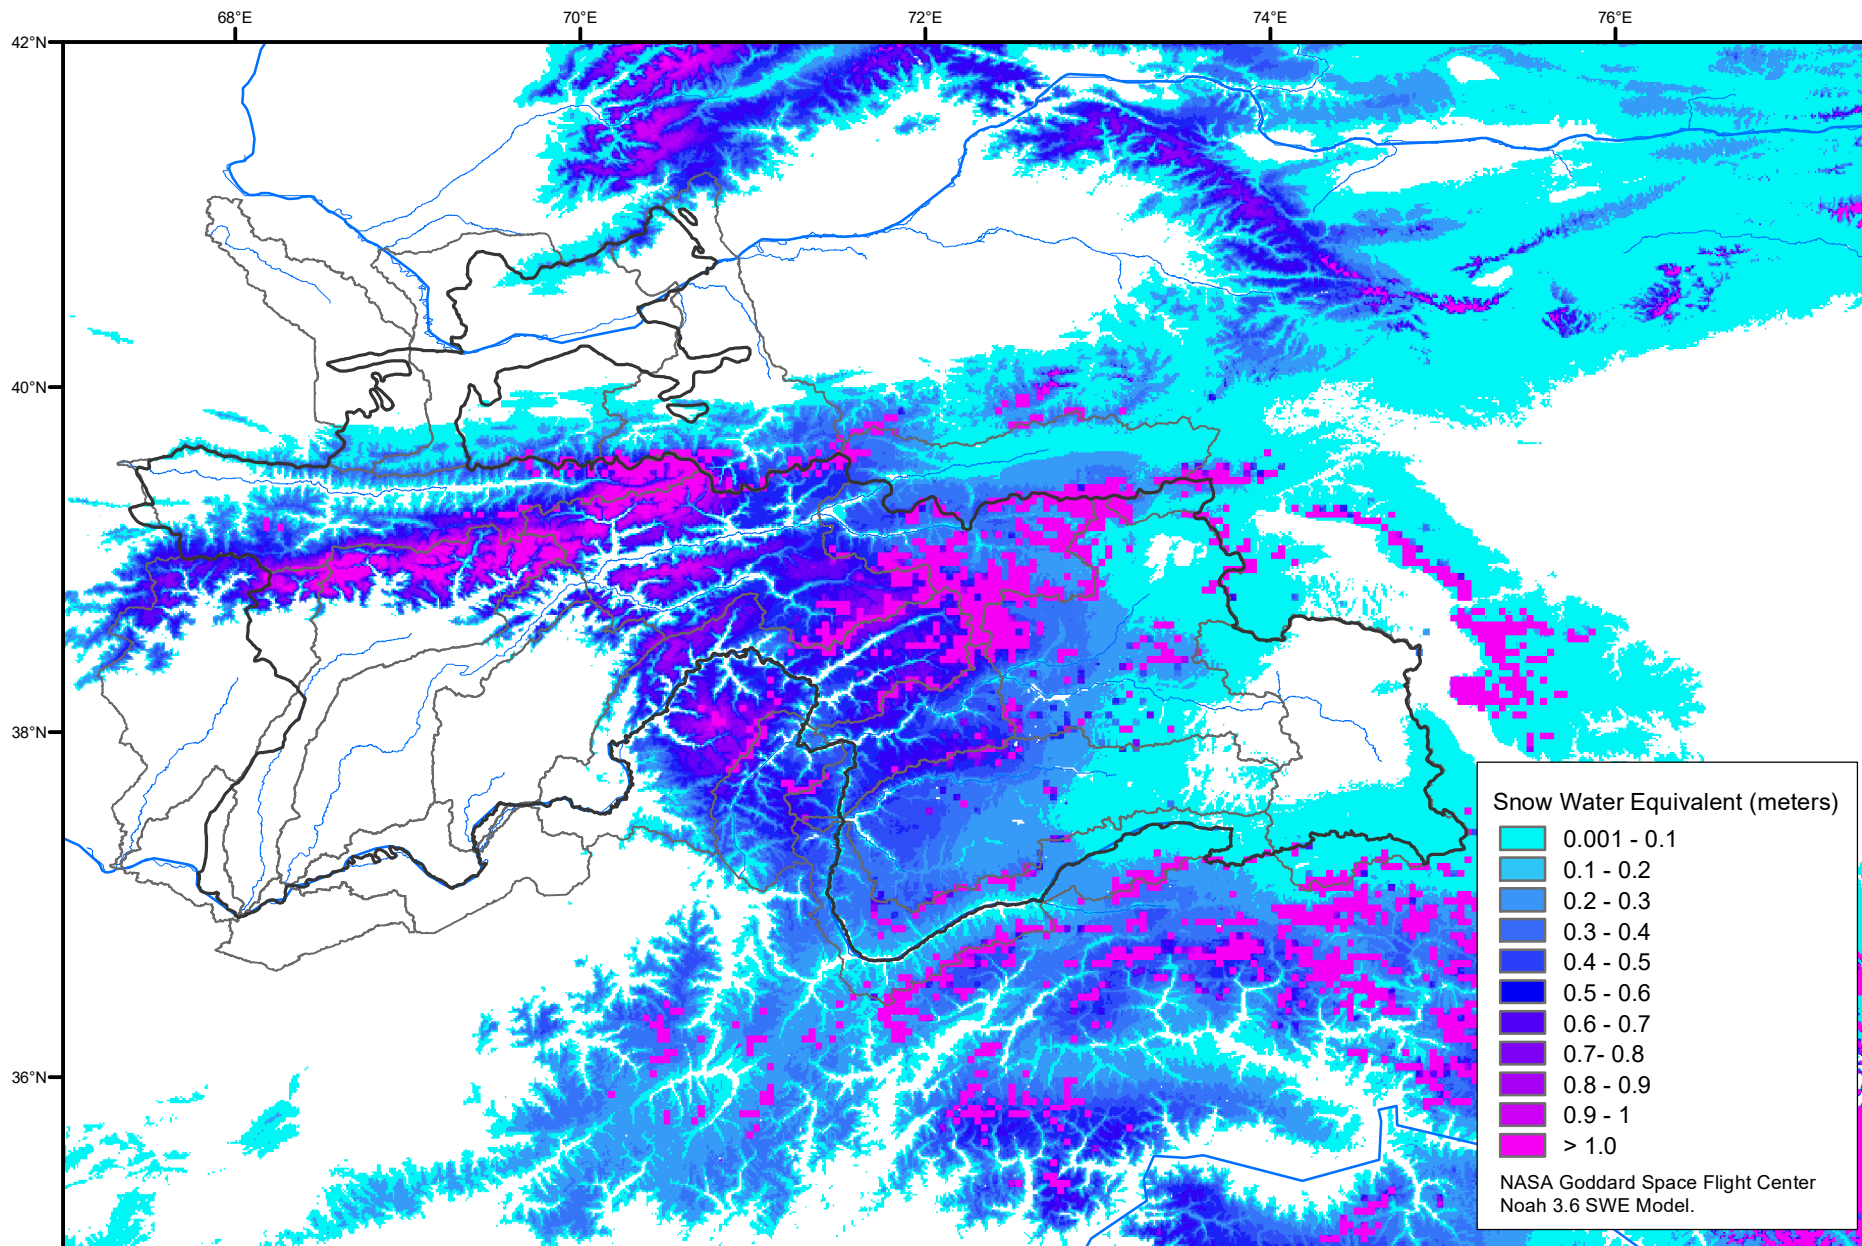 68°E 70°E 72°E 74°E 76°E
42°N
40°N
38°N
36°N
Snow Water Equivalent (meters)
0.001 - 0.1
0.1 - 0.2
0.2 - 0.3
0.3 - 0.4
0.4 - 0.5
0.5 - 0.6
0.6 - 0.7
0.7- 0.8
0.8 - 0.9
0.9 - 1
> 1.0
NASA Goddard Space Flight Center
Noah 3.6 SWE Model.